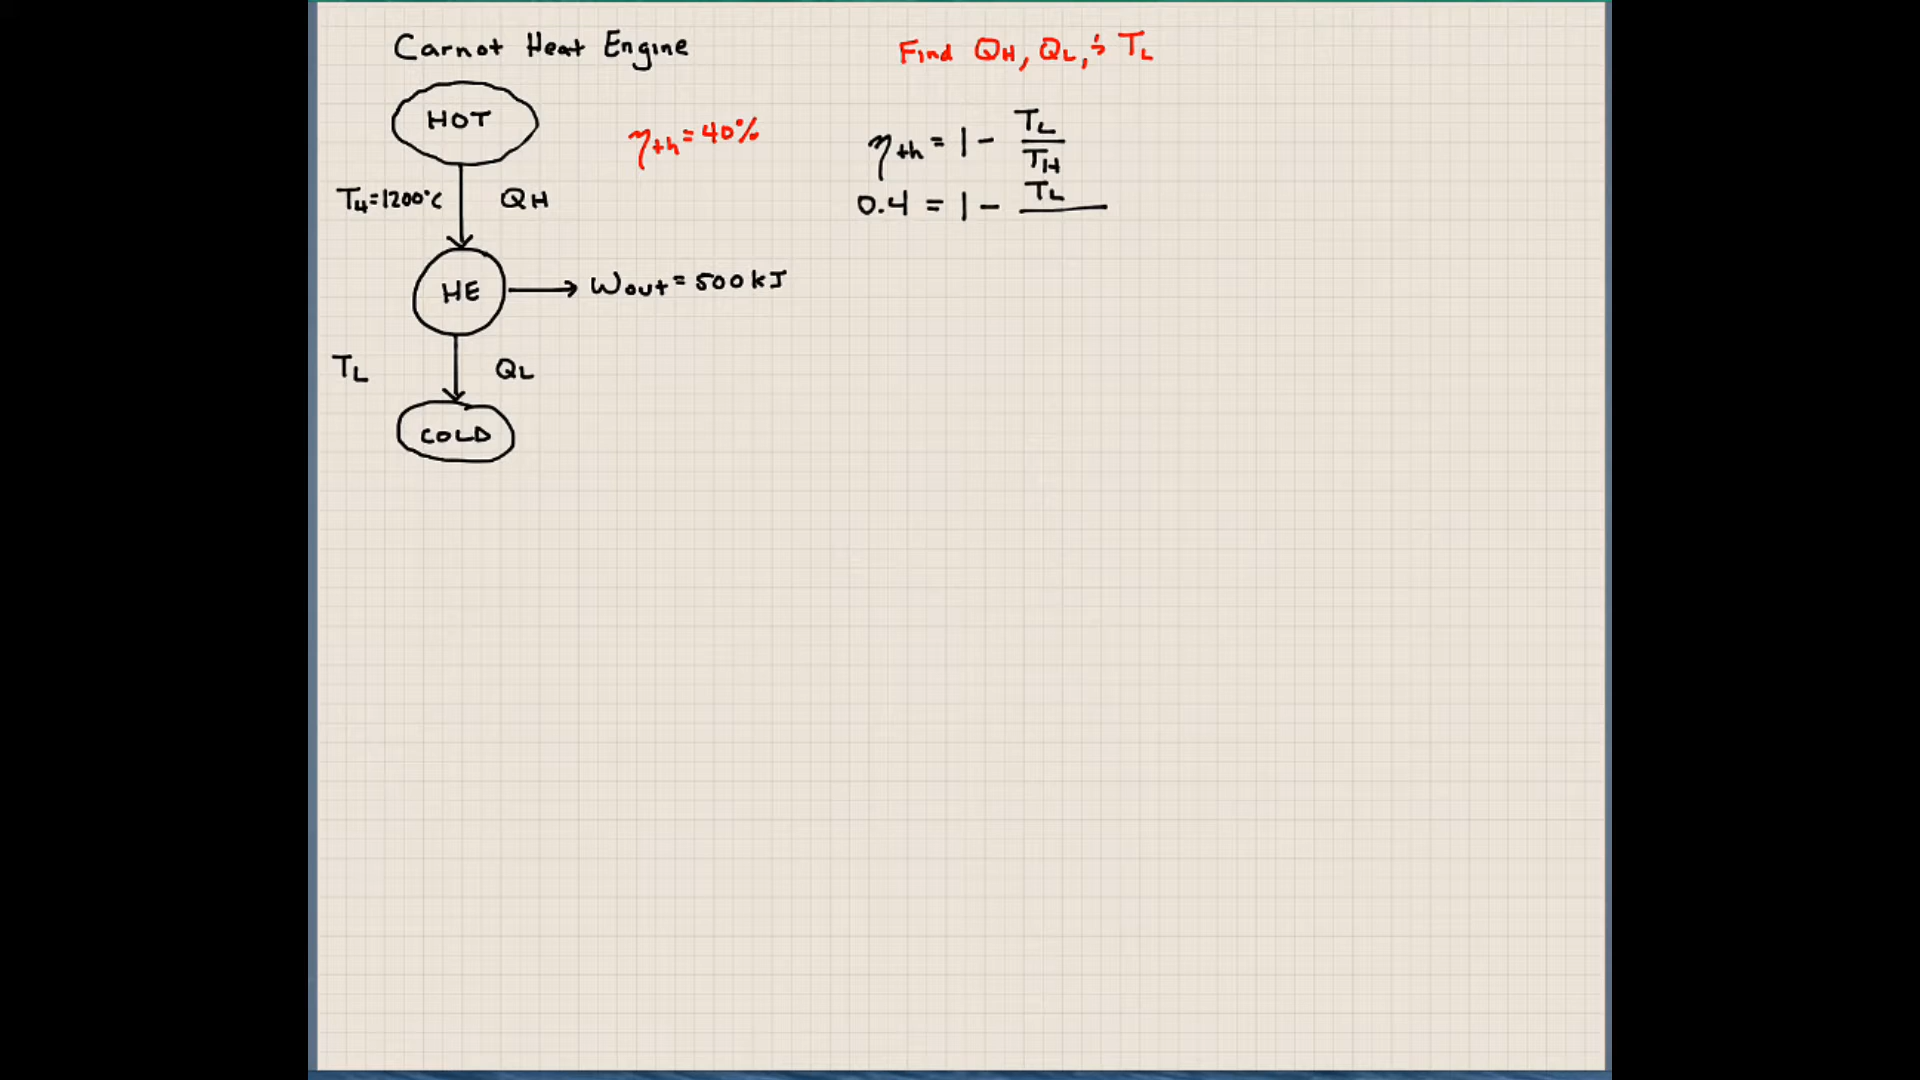 Carnot Heat Engine
Find QH, QL, & TL
HOT
ηth = 40%
ηth = 1 - TL/TH
TH = 1200°C
QH
0.4 = 1 - TL/
HE
Wout = 500 kJ
TL
QL
COLD